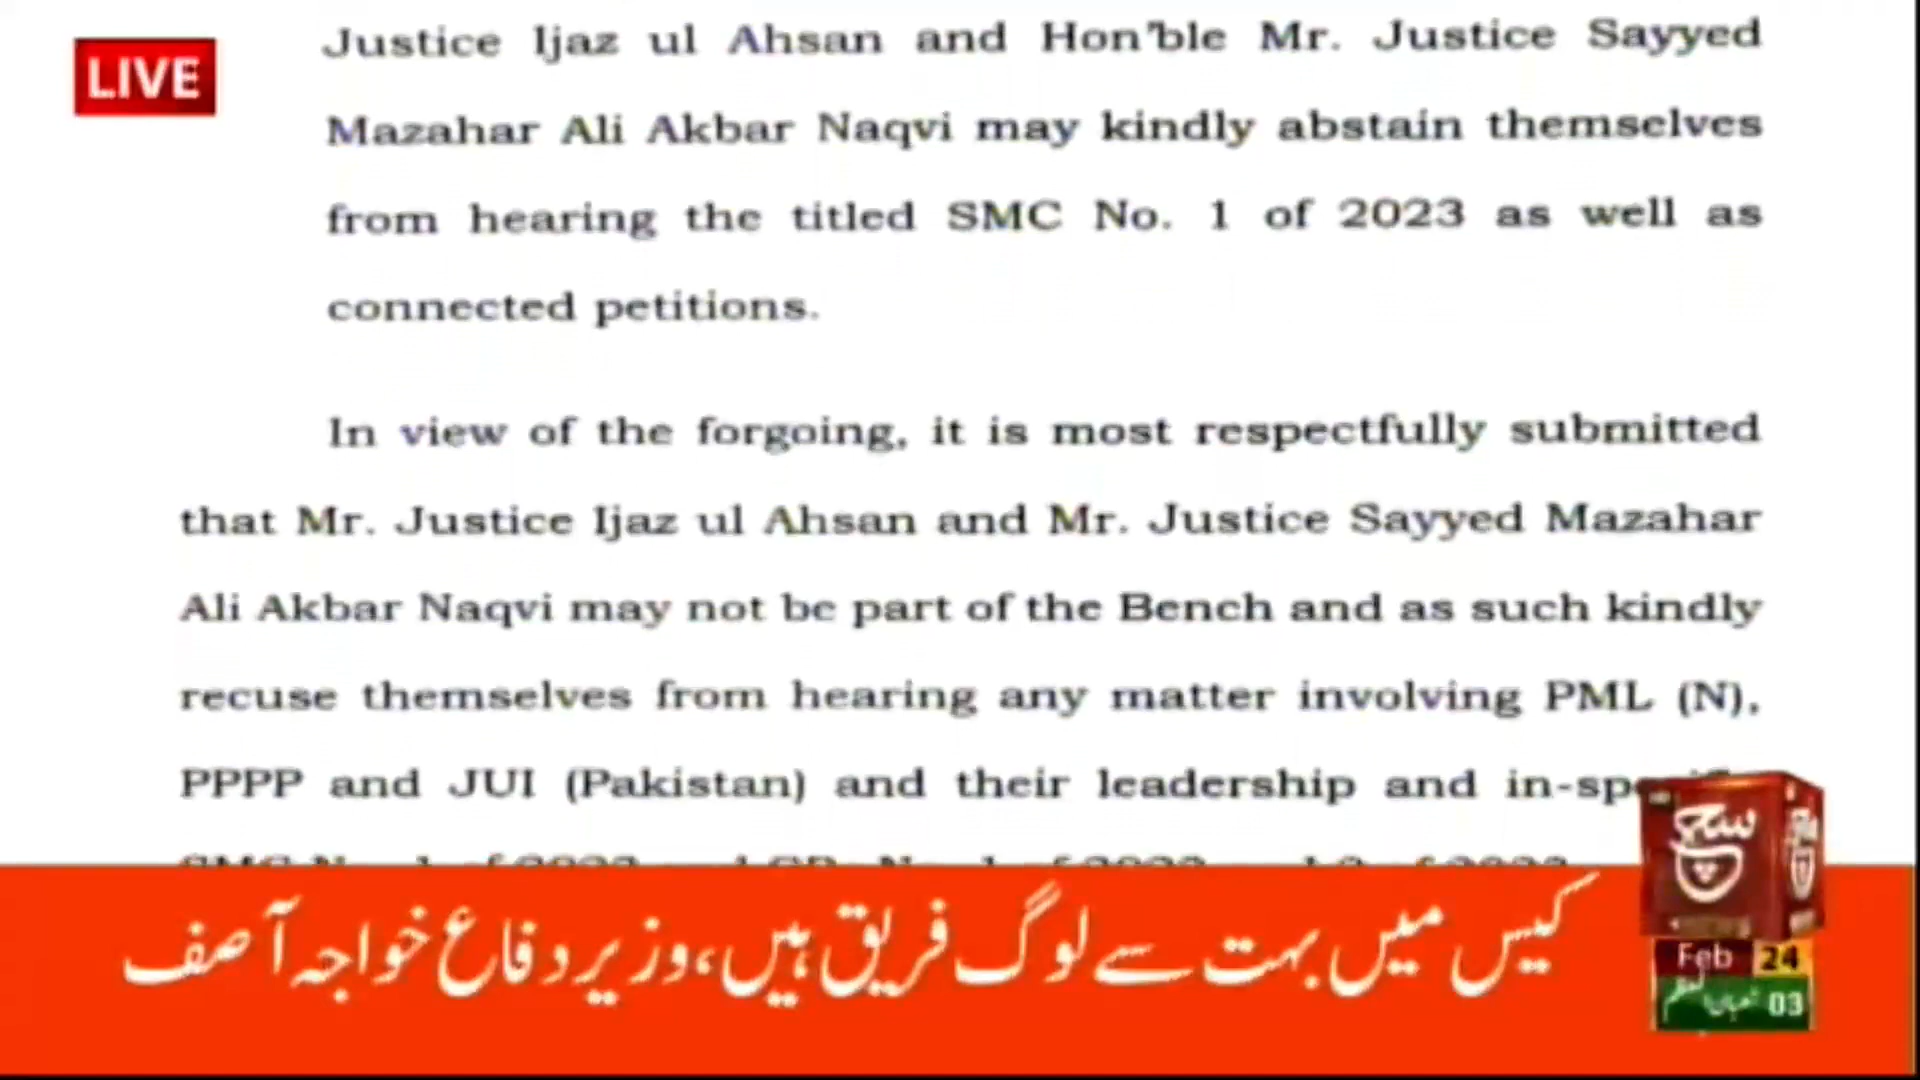 LIVE
Justice Ijaz ul Ahsan and Hon'ble Mr. Justice Sayyed
Mazahar Ali Akbar Naqvi may kindly abstain themselves
from hearing the titled SMC No. 1 of 2023 as well as
connected petitions.
In view of the forgoing, it is most respectfully submitted
that Mr. Justice Ijaz ul Ahsan and Mr. Justice Sayyed Mazahar
Ali Akbar Naqvi may not be part of the Bench and as such kindly
recuse themselves from hearing any matter involving PML (N),
PPPP and JUI (Pakistan) and their leadership and
کیس میں بہت سے لوگ فریق ہیں، وزیر دفاع خواجہ آصف
سچ
Feb 24
03 شعبان المعظم